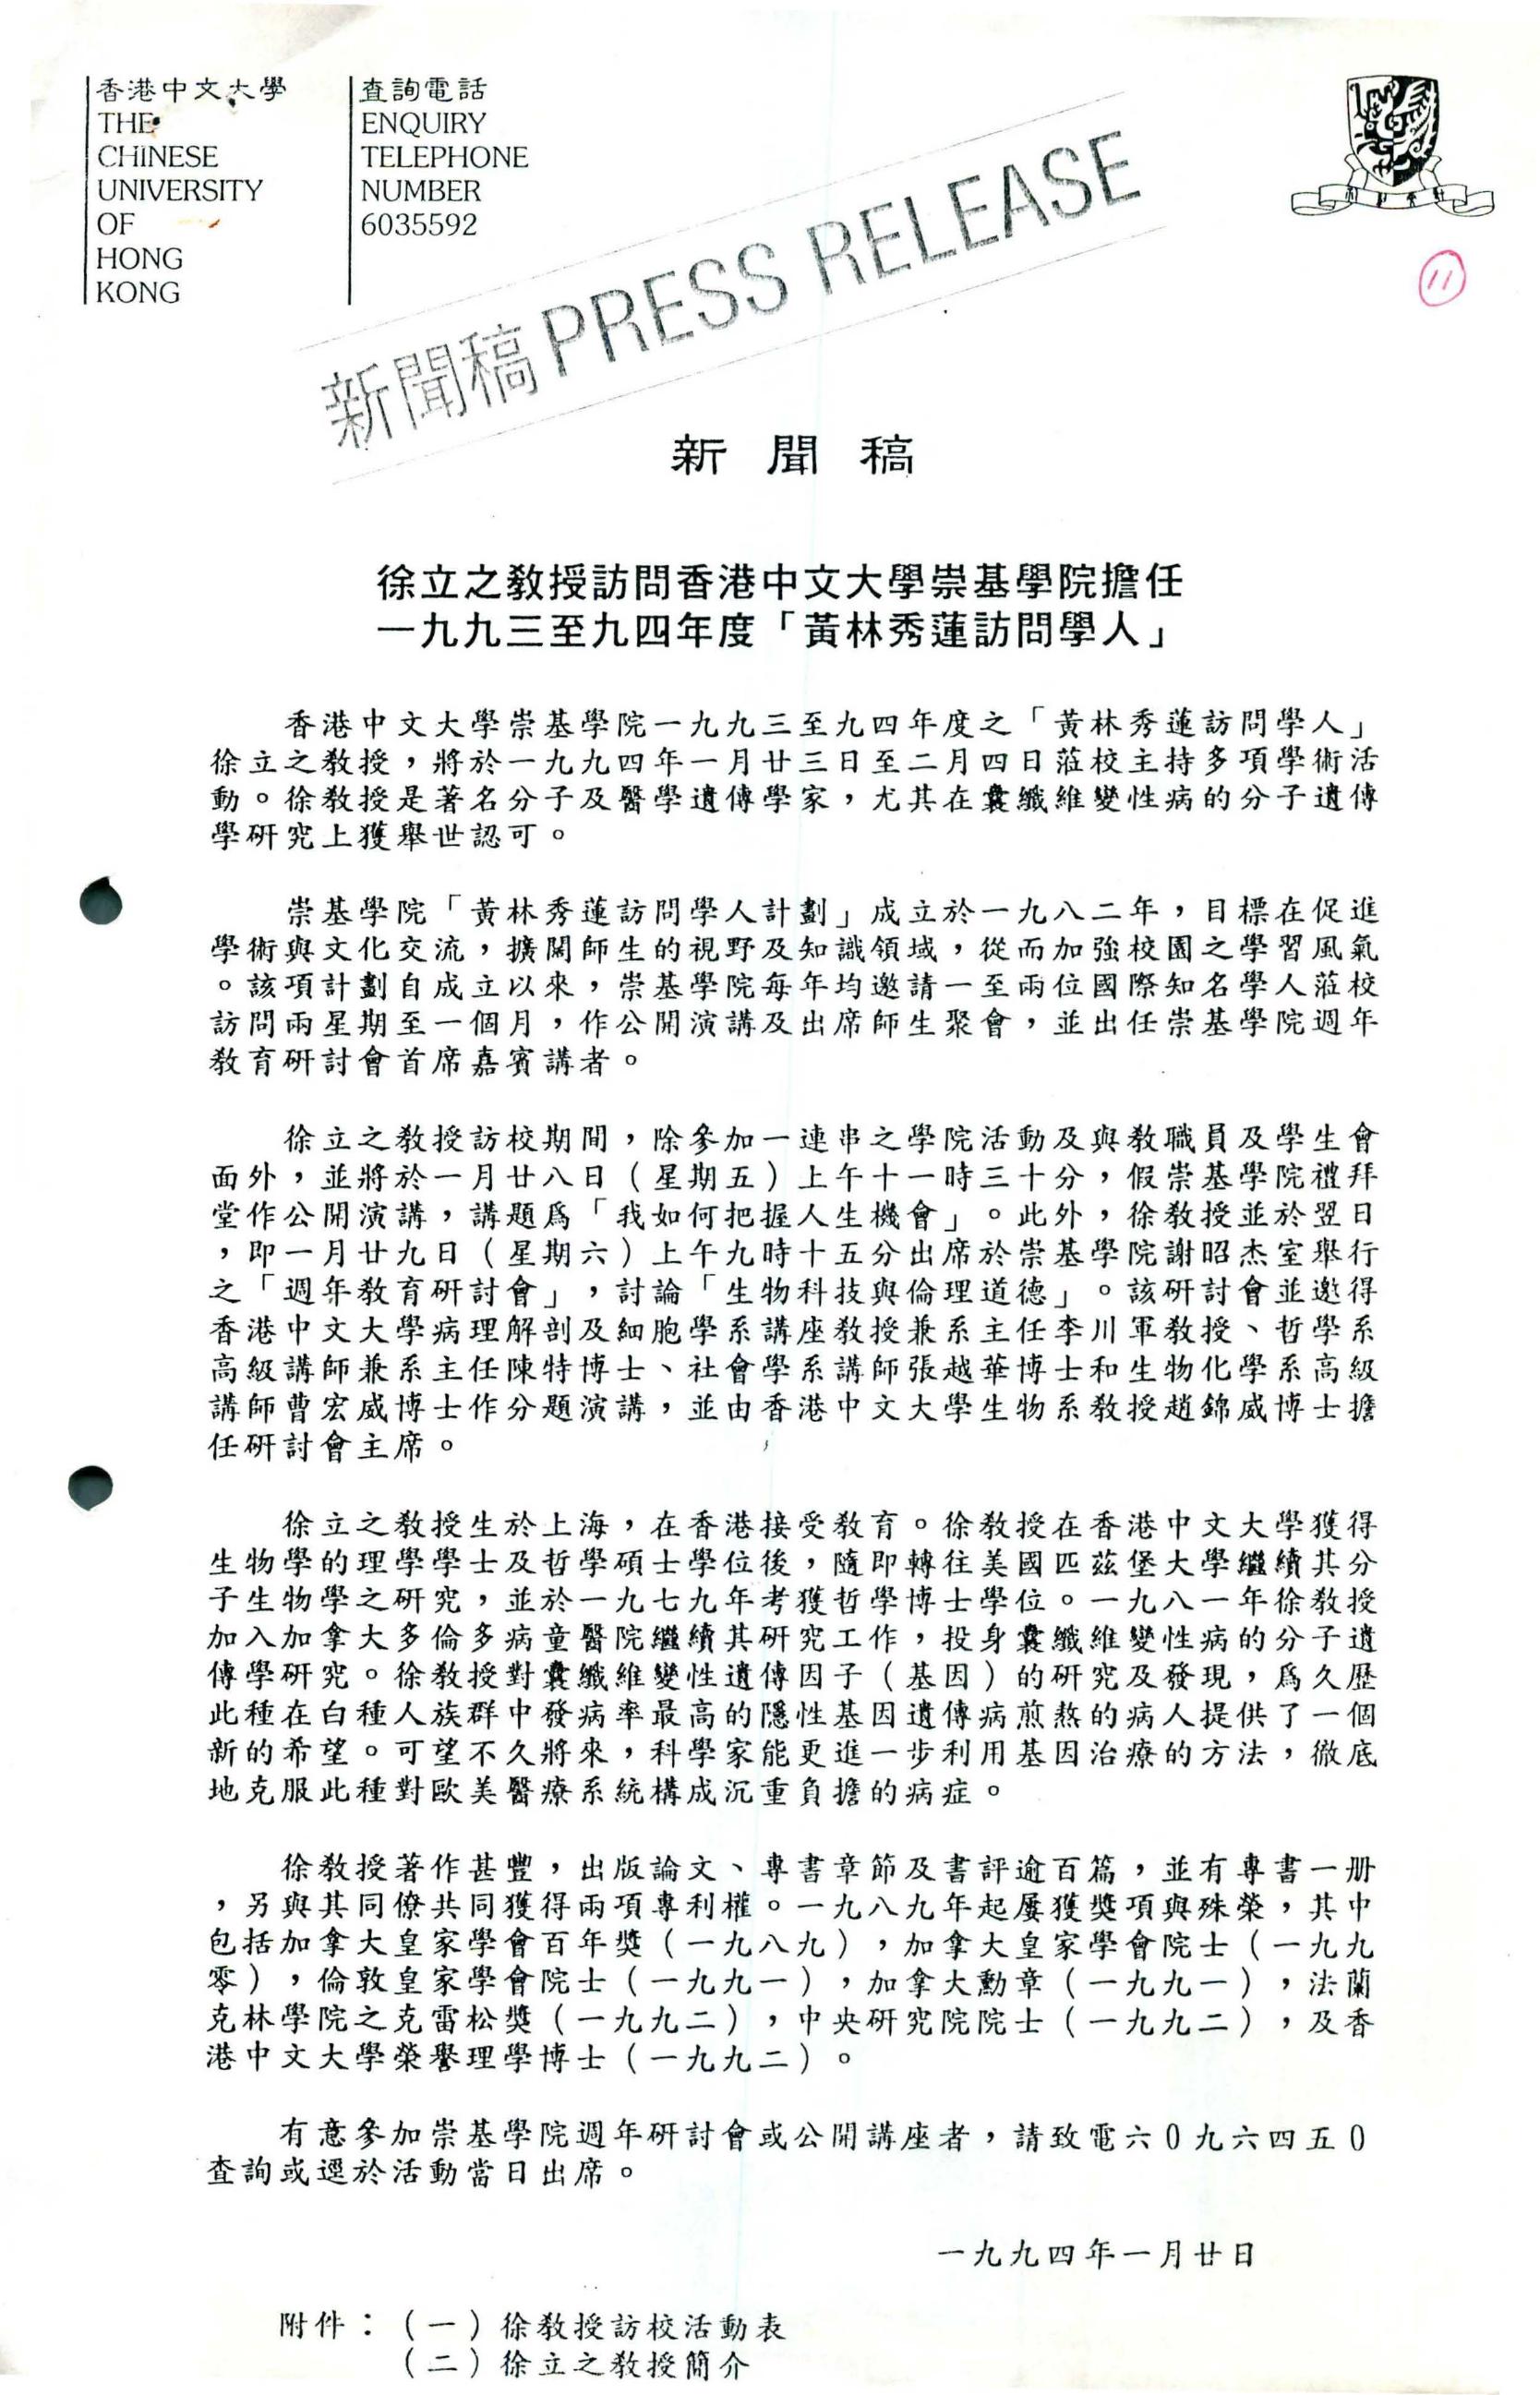 香港中文大學
THE
CHINESE
UNIVERSITY
OF
HONG
KONG
查詢電話
ENQUIRY
TELEPHONE
NUMBER
6035592
新聞稿 PRESS RELEASE
11
新聞稿
徐立之教授訪問香港中文大學崇基學院擔任
一九九三至九四年度「黃林秀蓮訪問學人」
香港中文大學崇基學院一九九三至九四年度之「黃林秀蓮訪問學人」
徐立之教授，將於一九九四年一月廿三日至二月四日蒞校主持多項學術活
動。徐教授是著名分子及醫學遺傳學家，尤其在囊纖維變性病的分子遺傳
學研究上獲舉世認可。
崇基學院「黃林秀蓮訪問學人計劃」成立於一九八二年，目標在促進
學術與文化交流，擴闊師生的視野及知識領域，從而加強校園之學習風氣
。該項計劃自成立以來，崇基學院每年均邀請一至兩位國際知名學人蒞校
訪問兩星期至一個月，作公開演講及出席師生聚會，並出任崇基學院週年
教育研討會首席嘉賓講者。
徐立之教授訪校期間，除參加一連串之學院活動及與教職員及學生會
面外，並將於一月廿八日（星期五）上午十一時三十分，假崇基學院禮拜
堂作公開演講，講題爲「我如何把握人生機會」。此外，徐教授並於翌日
，即一月廿九日（星期六）上午九時十五分出席於崇基學院謝昭杰室舉行
之「週年教育研討會」，討論「生物科技與倫理道德」。該研討會並邀得
香港中文大學病理解剖及細胞學系講座教授兼系主任李川軍教授、哲學系
高級講師兼系主任陳特博士、社會學系講師張越華博士和生物化學系高級
講師曹宏威博士作分題演講，並由香港中文大學生物系教授趙錦威博士擔
任研討會主席。
徐立之教授生於上海，在香港接受教育。徐教授在香港中文大學獲得
生物學的理學學士及哲學碩士學位後，隨即轉往美國匹茲堡大學繼續其分
子生物學之研究，並於一九七九年考獲哲學博士學位。一九八一年徐教授
加入加拿大多倫多病童醫院繼續其研究工作，投身囊纖維變性病的分子遺
傳學研究。徐教授對囊纖維變性遺傳因子（基因）的研究及發現，爲久歷
此種在白種人族群中發病率最高的隱性基因遺傳病煎熬的病人提供了一個
新的希望。可望不久將來，科學家能更進一步利用基因治療的方法，徹底
地克服此種對歐美醫療系統構成沉重負擔的病症。
徐教授著作甚豐，出版論文、專書章節及書評逾百篇，並有專書一册
，另與其同僚共同獲得兩項專利權。一九八九年起屢獲獎項與殊榮，其中
包括加拿大皇家學會百年獎（一九八九），加拿大皇家學會院士（一九九
零），倫敦皇家學會院士（一九九一），加拿大勳章（一九九一），法蘭
克林學院之克雷松獎（一九九二），中央研究院院士（一九九二），及香
港中文大學榮譽理學博士（一九九二）。
有意參加崇基學院週年研討會或公開講座者，請致電六０九六四五０
查詢或逕於活動當日出席。
一九九四年一月廿日
附件：（一）徐教授訪校活動表
（二）徐立之教授簡介